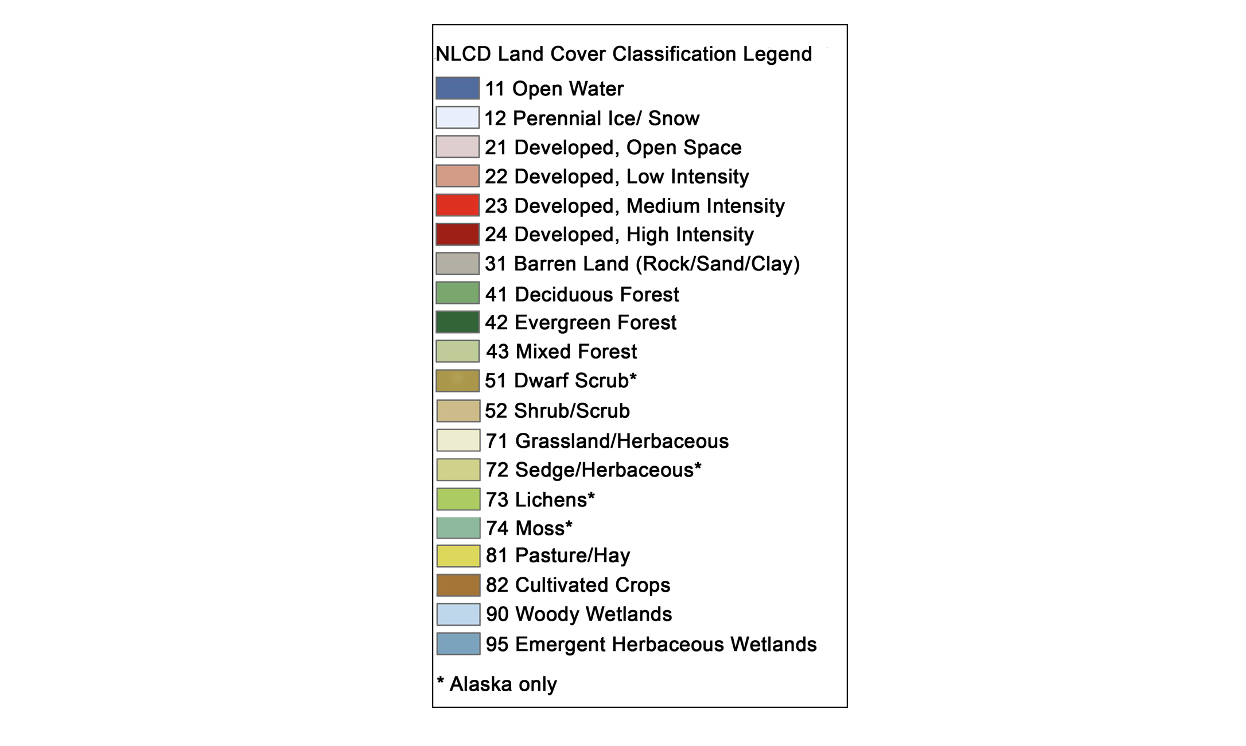 NLCD Land Cover Classification Legend
11 Open Water
12 Perennial Ice/ Snow
21 Developed, Open Space
22 Developed, Low Intensity
23 Developed, Medium Intensity
24 Developed, High Intensity
31 Barren Land (Rock/Sand/Clay)
41 Deciduous Forest
42 Evergreen Forest
43 Mixed Forest
51 Dwarf Scrub*
52 Shrub/Scrub
71 Grassland/Herbaceous
72 Sedge/Herbaceous*
73 Lichens*
74 Moss*
81 Pasture/Hay
82 Cultivated Crops
90 Woody Wetlands
95 Emergent Herbaceous Wetlands
* Alaska only